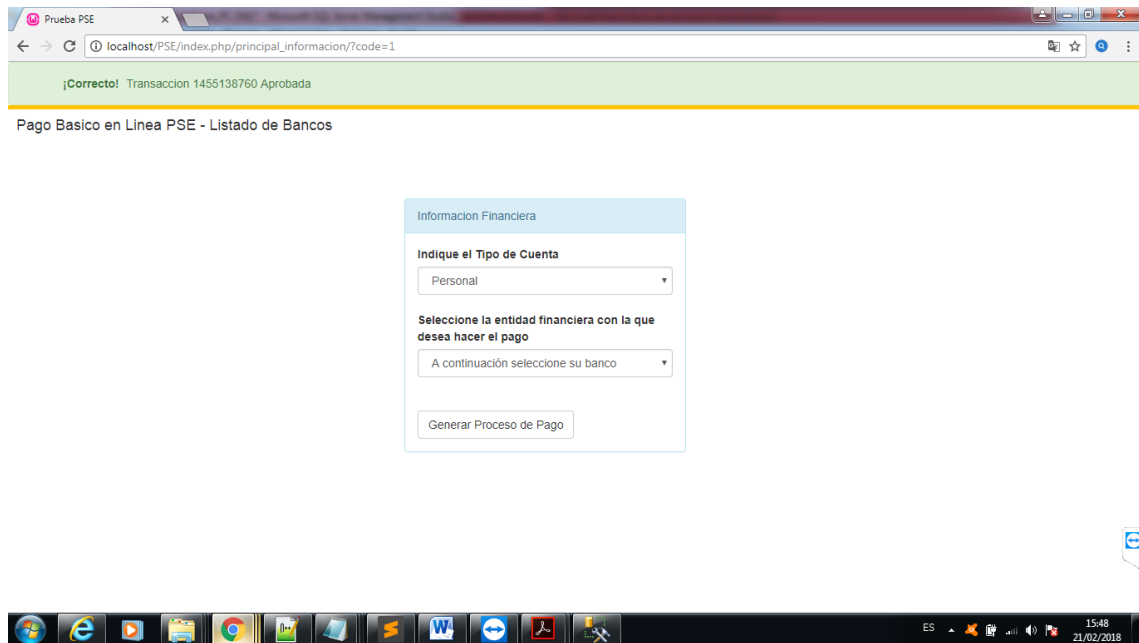 Prueba PSE
localhost/PSE/index.php/principal_informacion/?code=1
¡Correcto! Transaccion 1455138760 Aprobada
Pago Basico en Linea PSE - Listado de Bancos
Informacion Financiera
Indique el Tipo de Cuenta
Personal
Seleccione la entidad financiera con la que
desea hacer el pago
A continuación seleccione su banco
Generar Proceso de Pago
ES
15:48
21/02/2018